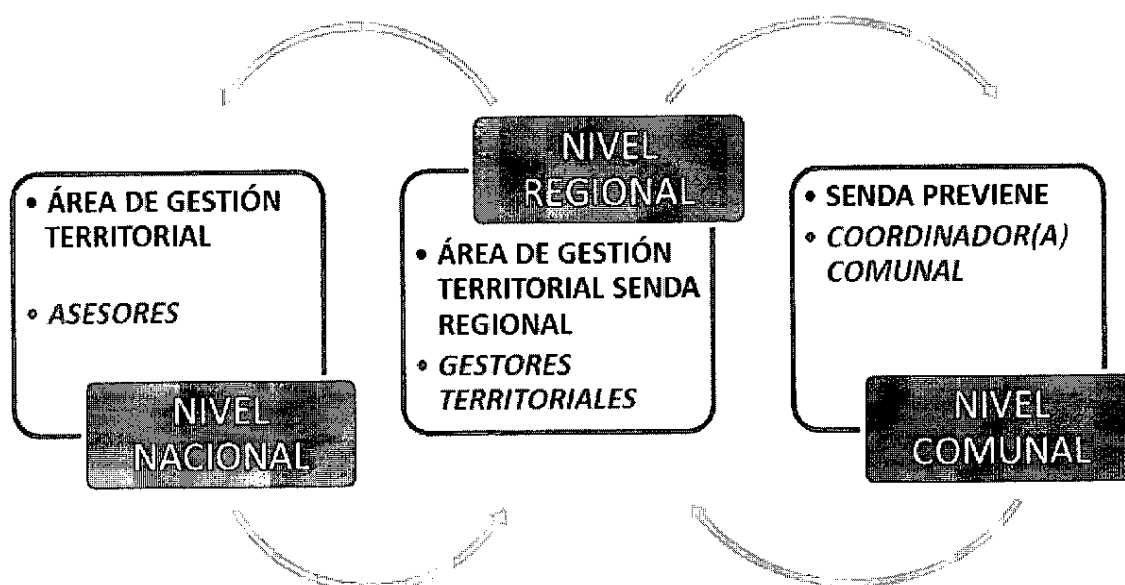 • ÁREA DE GESTIÓN
TERRITORIAL
• ASESORES
NIVEL
NACIONAL
NIVEL
REGIONAL
• ÁREA DE GESTIÓN
TERRITORIAL SENDA
REGIONAL
• GESTORES
TERRITORIALES
• SENDA PREVIENE
• COORDINADOR(A)
COMUNAL
NIVEL
COMUNAL